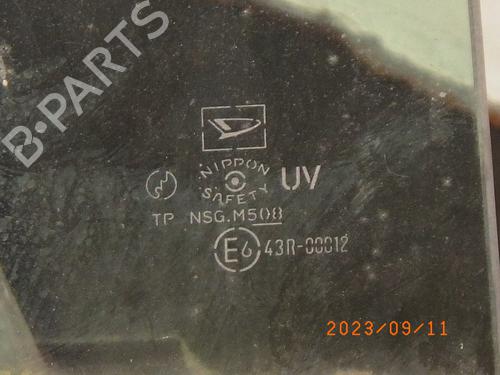 B-PARTS
NIPPON
SAFETY
UV
TP NSG.M508
E6 43R-00012
2023/09/11